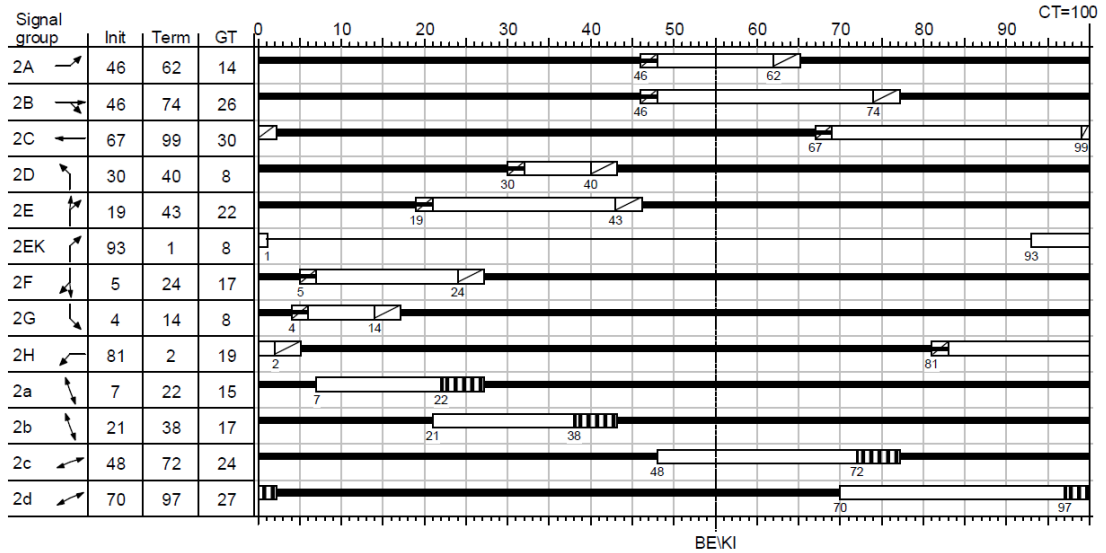 CT=100
Signal group Init Term GT 0 10 20 30 40 50 60 70 80 90
2A 46 62 14
46 62
2B 46 74 26
46 74
2C 67 99 30
67 99
2D 30 40 8
30 40
2E 19 43 22
19 43
2EK 93 1 8
1 93
2F 5 24 17
5 24
2G 4 14 8
4 14
2H 81 2 19
2 81
2a 7 22 15
7 22
2b 21 38 17
21 38
2c 48 72 24
48 72
2d 70 97 27
70 97
BE\KI